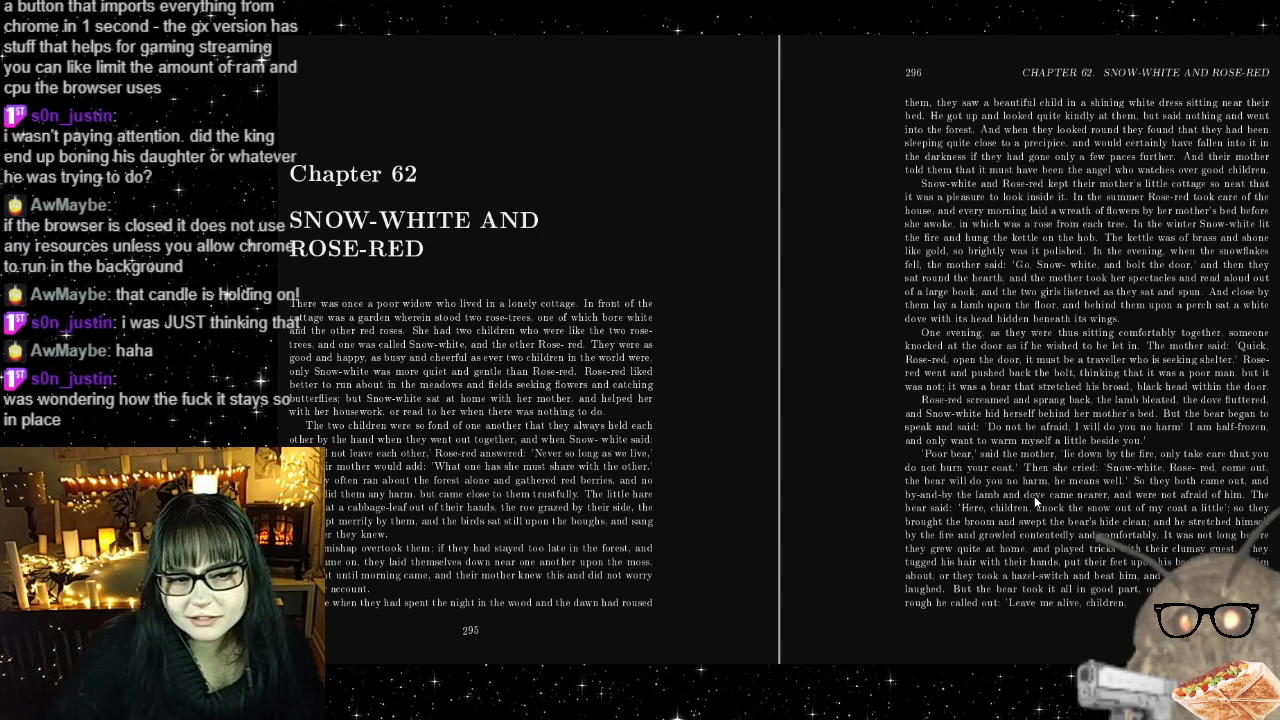 a button that imports everything from
chrome in 1 second - the gx version has
stuff that helps for gaming streaming
you can like limit the amount of ram and
cpu the browser uses
1ST s0n_justin:
i wasn't paying attention. did the king
end up boning his daughter or whatever
he was trying to do?
AwMaybe:
if the browser is closed it does not use
any resources unless you allow chrome
to run in the background
AwMaybe: that candle is holding on!
1ST s0n_justin: i was JUST thinking that
AwMaybe: haha
1ST s0n_justin:
was wondering how the fuck it stays so
in place
Chapter 62
SNOW-WHITE AND
ROSE-RED
There was once a poor widow who lived in a lonely cottage. In front of the
cottage was a garden wherein stood two rose-trees, one of which bore white
and the other red roses. She had two children who were like the two rose-
trees, and one was called Snow-white, and the other Rose- red. They were as
good and happy, as busy and cheerful as ever two children in the world were,
only Snow-white was more quiet and gentle than Rose-red. Rose-red liked
better to run about in the meadows and fields seeking flowers and catching
butterflies; but Snow-white sat at home with her mother, and helped her
with her housework, or read to her when there was nothing to do.
The two children were so fond of one another that they always held each
other by the hand when they went out together, and when Snow- white said:
not leave each other,' Rose-red answered: 'Never so long as we live,'
mother would add: 'What one has she must share with the other.'
often ran about the forest alone and gathered red berries, and no
did them any harm, but came close to them trustfully. The little hare
at a cabbage-leaf out of their hands, the roe grazed by their side, the
merrily by them, and the birds sat still upon the boughs, and sang
they knew.
mishap overtook them; if they had stayed too late in the forest, and
on, they laid themselves down near one another upon the moss,
until morning came, and their mother knew this and did not worry
account.
when they had spent the night in the wood and the dawn had roused
295
296 CHAPTER 62. SNOW-WHITE AND ROSE-RED
them, they saw a beautiful child in a shining white dress sitting near their
bed. He got up and looked quite kindly at them, but said nothing and went
into the forest. And when they looked round they found that they had been
sleeping quite close to a precipice, and would certainly have fallen into it in
the darkness if they had gone only a few paces further. And their mother
told them that it must have been the angel who watches over good children.
Snow-white and Rose-red kept their mother's little cottage so neat that
it was a pleasure to look inside it. In the summer Rose-red took care of the
house, and every morning laid a wreath of flowers by her mother's bed before
she awoke, in which was a rose from each tree. In the winter Snow-white lit
the fire and hung the kettle on the hob. The kettle was of brass and shone
like gold, so brightly was it polished. In the evening, when the snowflakes
fell, the mother said: 'Go, Snow- white, and bolt the door,' and then they
sat round the hearth, and the mother took her spectacles and read aloud out
of a large book, and the two girls listened as they sat and spun. And close by
them lay a lamb upon the floor, and behind them upon a perch sat a white
dove with its head hidden beneath its wings.
One evening, as they were thus sitting comfortably together, someone
knocked at the door as if he wished to be let in. The mother said: 'Quick,
Rose-red, open the door, it must be a traveller who is seeking shelter.' Rose-
red went and pushed back the bolt, thinking that it was a poor man, but it
was not; it was a bear that stretched his broad, black head within the door.
Rose-red screamed and sprang back, the lamb bleated, the dove fluttered,
and Snow-white hid herself behind her mother's bed. But the bear began to
speak and said: 'Do not be afraid, I will do you no harm! I am half-frozen,
and only want to warm myself a little beside you.'
'Poor bear,' said the mother, 'lie down by the fire, only take care that you
do not burn your coat.' Then she cried: 'Snow-white, Rose- red, come out,
the bear will do you no harm, he means well.' So they both came out, and
by-and-by the lamb and dove came nearer, and were not afraid of him. The
bear said: 'Here, children, knock the snow out of my coat a little'; so they
brought the broom and swept the bear's hide clean; and he stretched himself
by the fire and growled contentedly and comfortably. It was not long before
they grew quite at home, and played tricks with their clumsy guest. They
tugged his hair with their hands, put their feet upon his back
about, or they took a hazel-switch and beat him, and
laughed. But the bear took it all in good part,
rough he called out: 'Leave me alive, children,